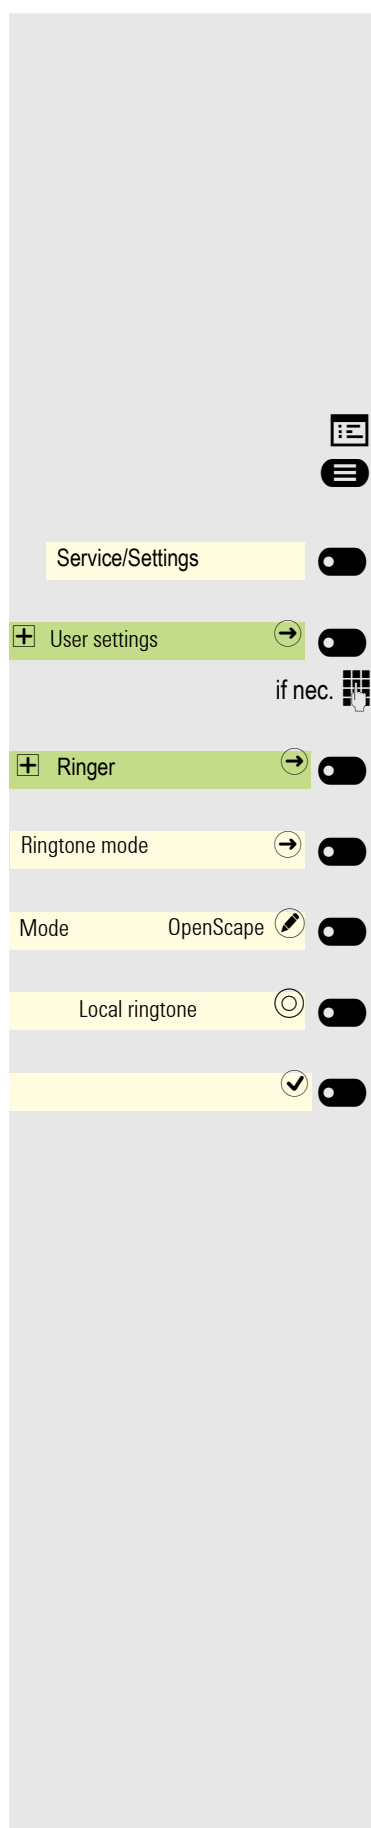 Service/Settings
User settings
if nec.
Ringer
Ringtone mode
Mode OpenScape
Local ringtone